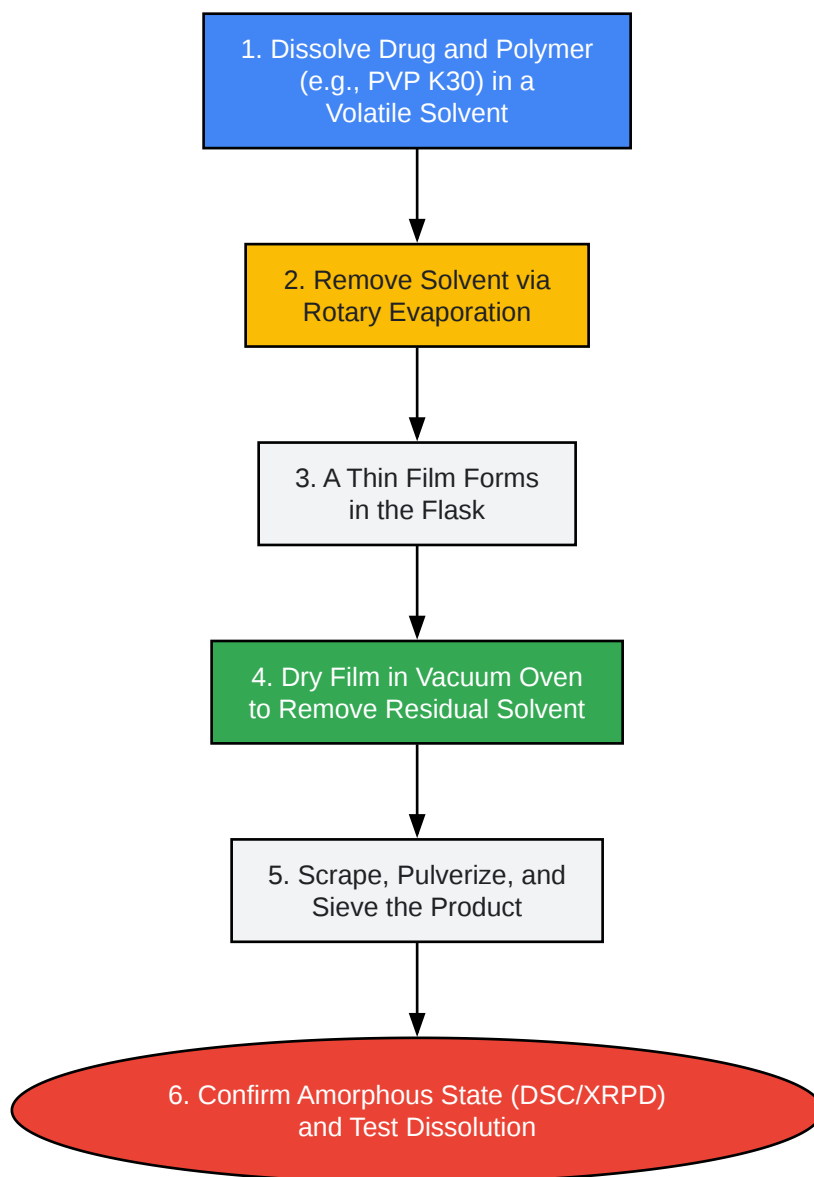 1. Dissolve Drug and Polymer
(e.g., PVP K30) in a
Volatile Solvent
2. Remove Solvent via
Rotary Evaporation
3. A Thin Film Forms
in the Flask
4. Dry Film in Vacuum Oven
to Remove Residual Solvent
5. Scrape, Pulverize, and
Sieve the Product
6. Confirm Amorphous State (DSC/XRPD)
and Test Dissolution